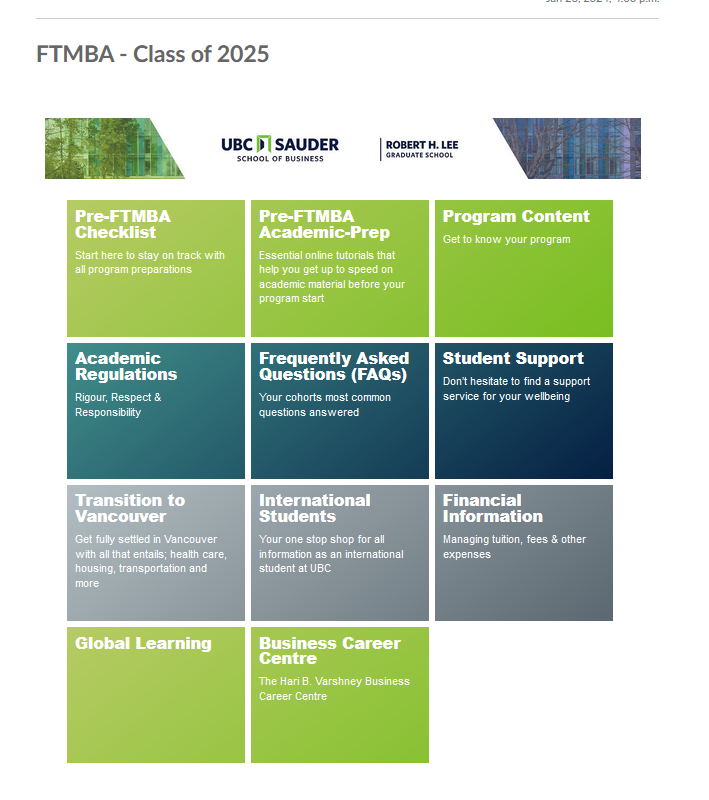 FTMBA - Class of 2025
UBC SAUDER
SCHOOL OF BUSINESS
ROBERT H. LEE
GRADUATE SCHOOL
Pre-FTMBA
Checklist
Start here to stay on track with
all program preparations
Pre-FTMBA
Academic-Prep
Essential online tutorials that
help you get up to speed on
academic material before your
program start
Program Content
Get to know your program
Academic
Regulations
Rigour, Respect &
Responsibility
Frequently Asked
Questions (FAQs)
Your cohorts most common
questions answered
Student Support
Don't hesitate to find a support
service for your wellbeing
Transition to
Vancouver
Get fully settled in Vancouver
with all that entails; health care,
housing, transportation and
more
International
Students
Your one stop shop for all
information as an international
student at UBC
Financial
Information
Managing tuition, fees & other
expenses
Global Learning
Business Career
Centre
The Hari B. Varshney Business
Career Centre